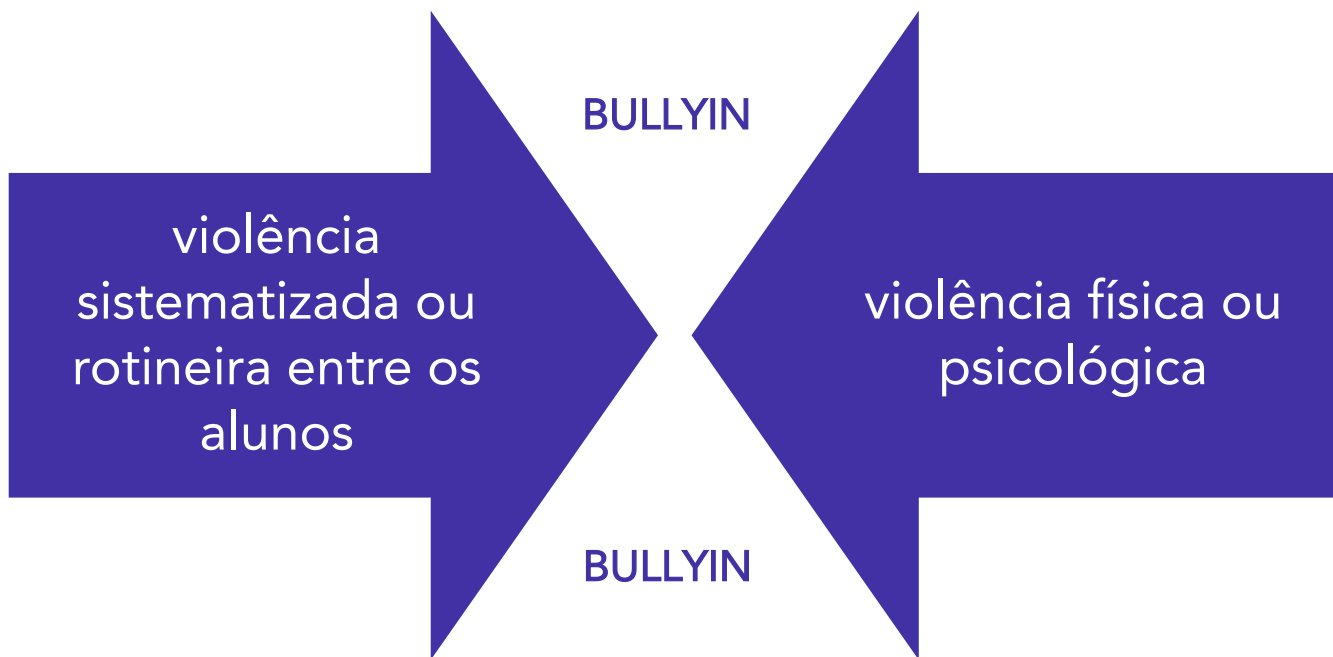 BULLYIN
violência
sistematizada ou
rotineira entre os
alunos
violência física ou
psicológica
BULLYIN